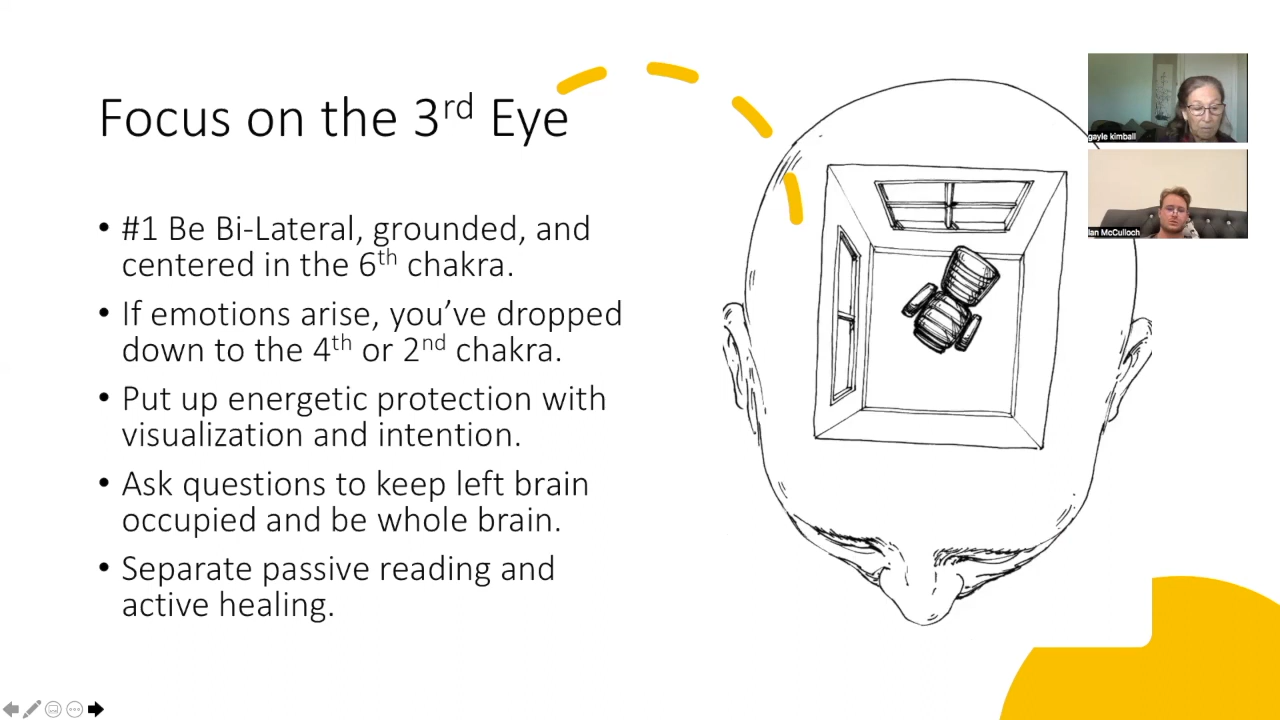 Focus on the 3rd Eye
• #1 Be Bi-Lateral, grounded, and
centered in the 6th chakra.
• If emotions arise, you’ve dropped
down to the 4th or 2nd chakra.
• Put up energetic protection with
visualization and intention.
• Ask questions to keep left brain
occupied and be whole brain.
• Separate passive reading and
active healing.
gayle kimball
Ian McCulloch